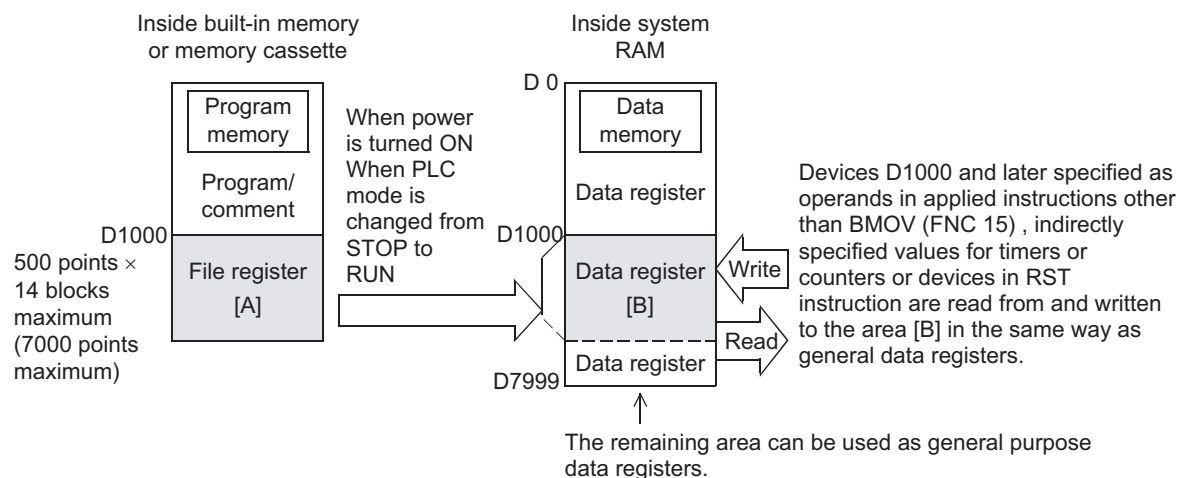 Inside built-in memory
or memory cassette
Program
memory
Program/
comment
D1000
File register
[A]
500 points ×
14 blocks
maximum
(7000 points
maximum)
When power
is turned ON
When PLC
mode is
changed from
STOP to
RUN
Inside system
RAM
D 0
Data
memory
Data register
D1000
Data register
[B]
Data register
D7999
Write
Read
Devices D1000 and later specified as
operands in applied instructions other
than BMOV (FNC 15) , indirectly
specified values for timers or
counters or devices in RST
instruction are read from and written
to the area [B] in the same way as
general data registers.
The remaining area can be used as general purpose
data registers.